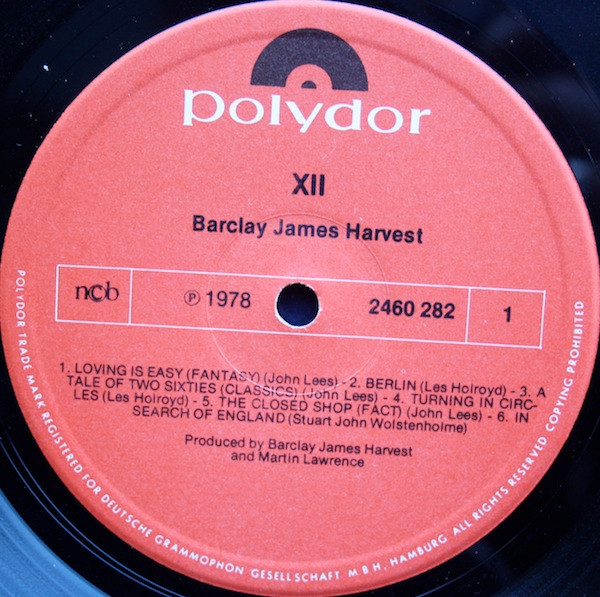 polydor
XII
Barclay James Harvest
ncb
℗ 1978
2460 282
1
1. LOVING IS EASY (FANTASY) (John Lees) - 2. BERLIN (Les Holroyd) - 3. A
TALE OF TWO SIXTIES (CLASSICS) (John Lees) - 4. TURNING IN CIRC-
LES (Les Holroyd) - 5. THE CLOSED SHOP (FACT) (John Lees) - 6. IN
SEARCH OF ENGLAND (Stuart John Wolstenholme)
Produced by Barclay James Harvest
and Martin Lawrence
POLYDOR TRADE MARK REGISTERED FOR DEUTSCHE GRAMMOPHON GESELLSCHAFT M B H, HAMBURG ALL RIGHTS RESERVED COPYING PROHIBITED